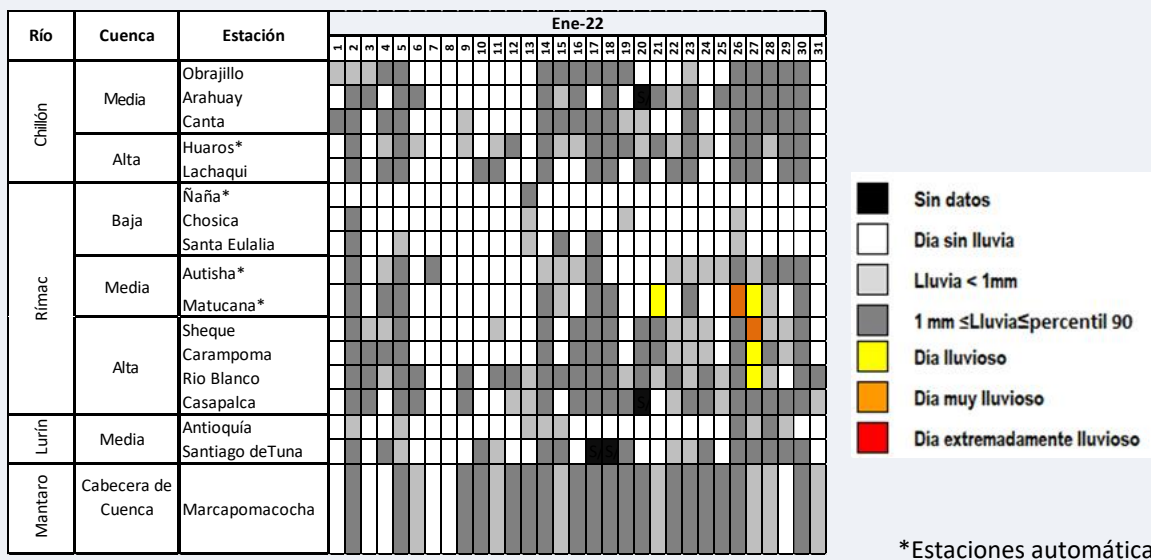 Río Cuenca Estación Ene-22
1 2 3 4 5 6 7 8 9 10 11 12 13 14 15 16 17 18 19 20 21 22 23 24 25 26 27 28 29 30 31
Chillón
Media
Obrajillo
Arahuay
Canta
Alta
Huaros*
Lachaqui
Rímac
Baja
Ñaña*
Chosica
Santa Eulalia
Media
Autisha*
Matucana*
Alta
Sheque
Carampoma
Rio Blanco
Casapalca
Lurín
Media
Antioquía
Santiago deTuna
S/ S/
Mantaro
Cabecera de
Cuenca
Marcapomacocha
Sin datos
Dia sin lluvia
Lluvia < 1mm
1 mm ≤Lluvia≤percentil 90
Dia lluvioso
Dia muy lluvioso
Dia extremadamente lluvioso
*Estaciones automática